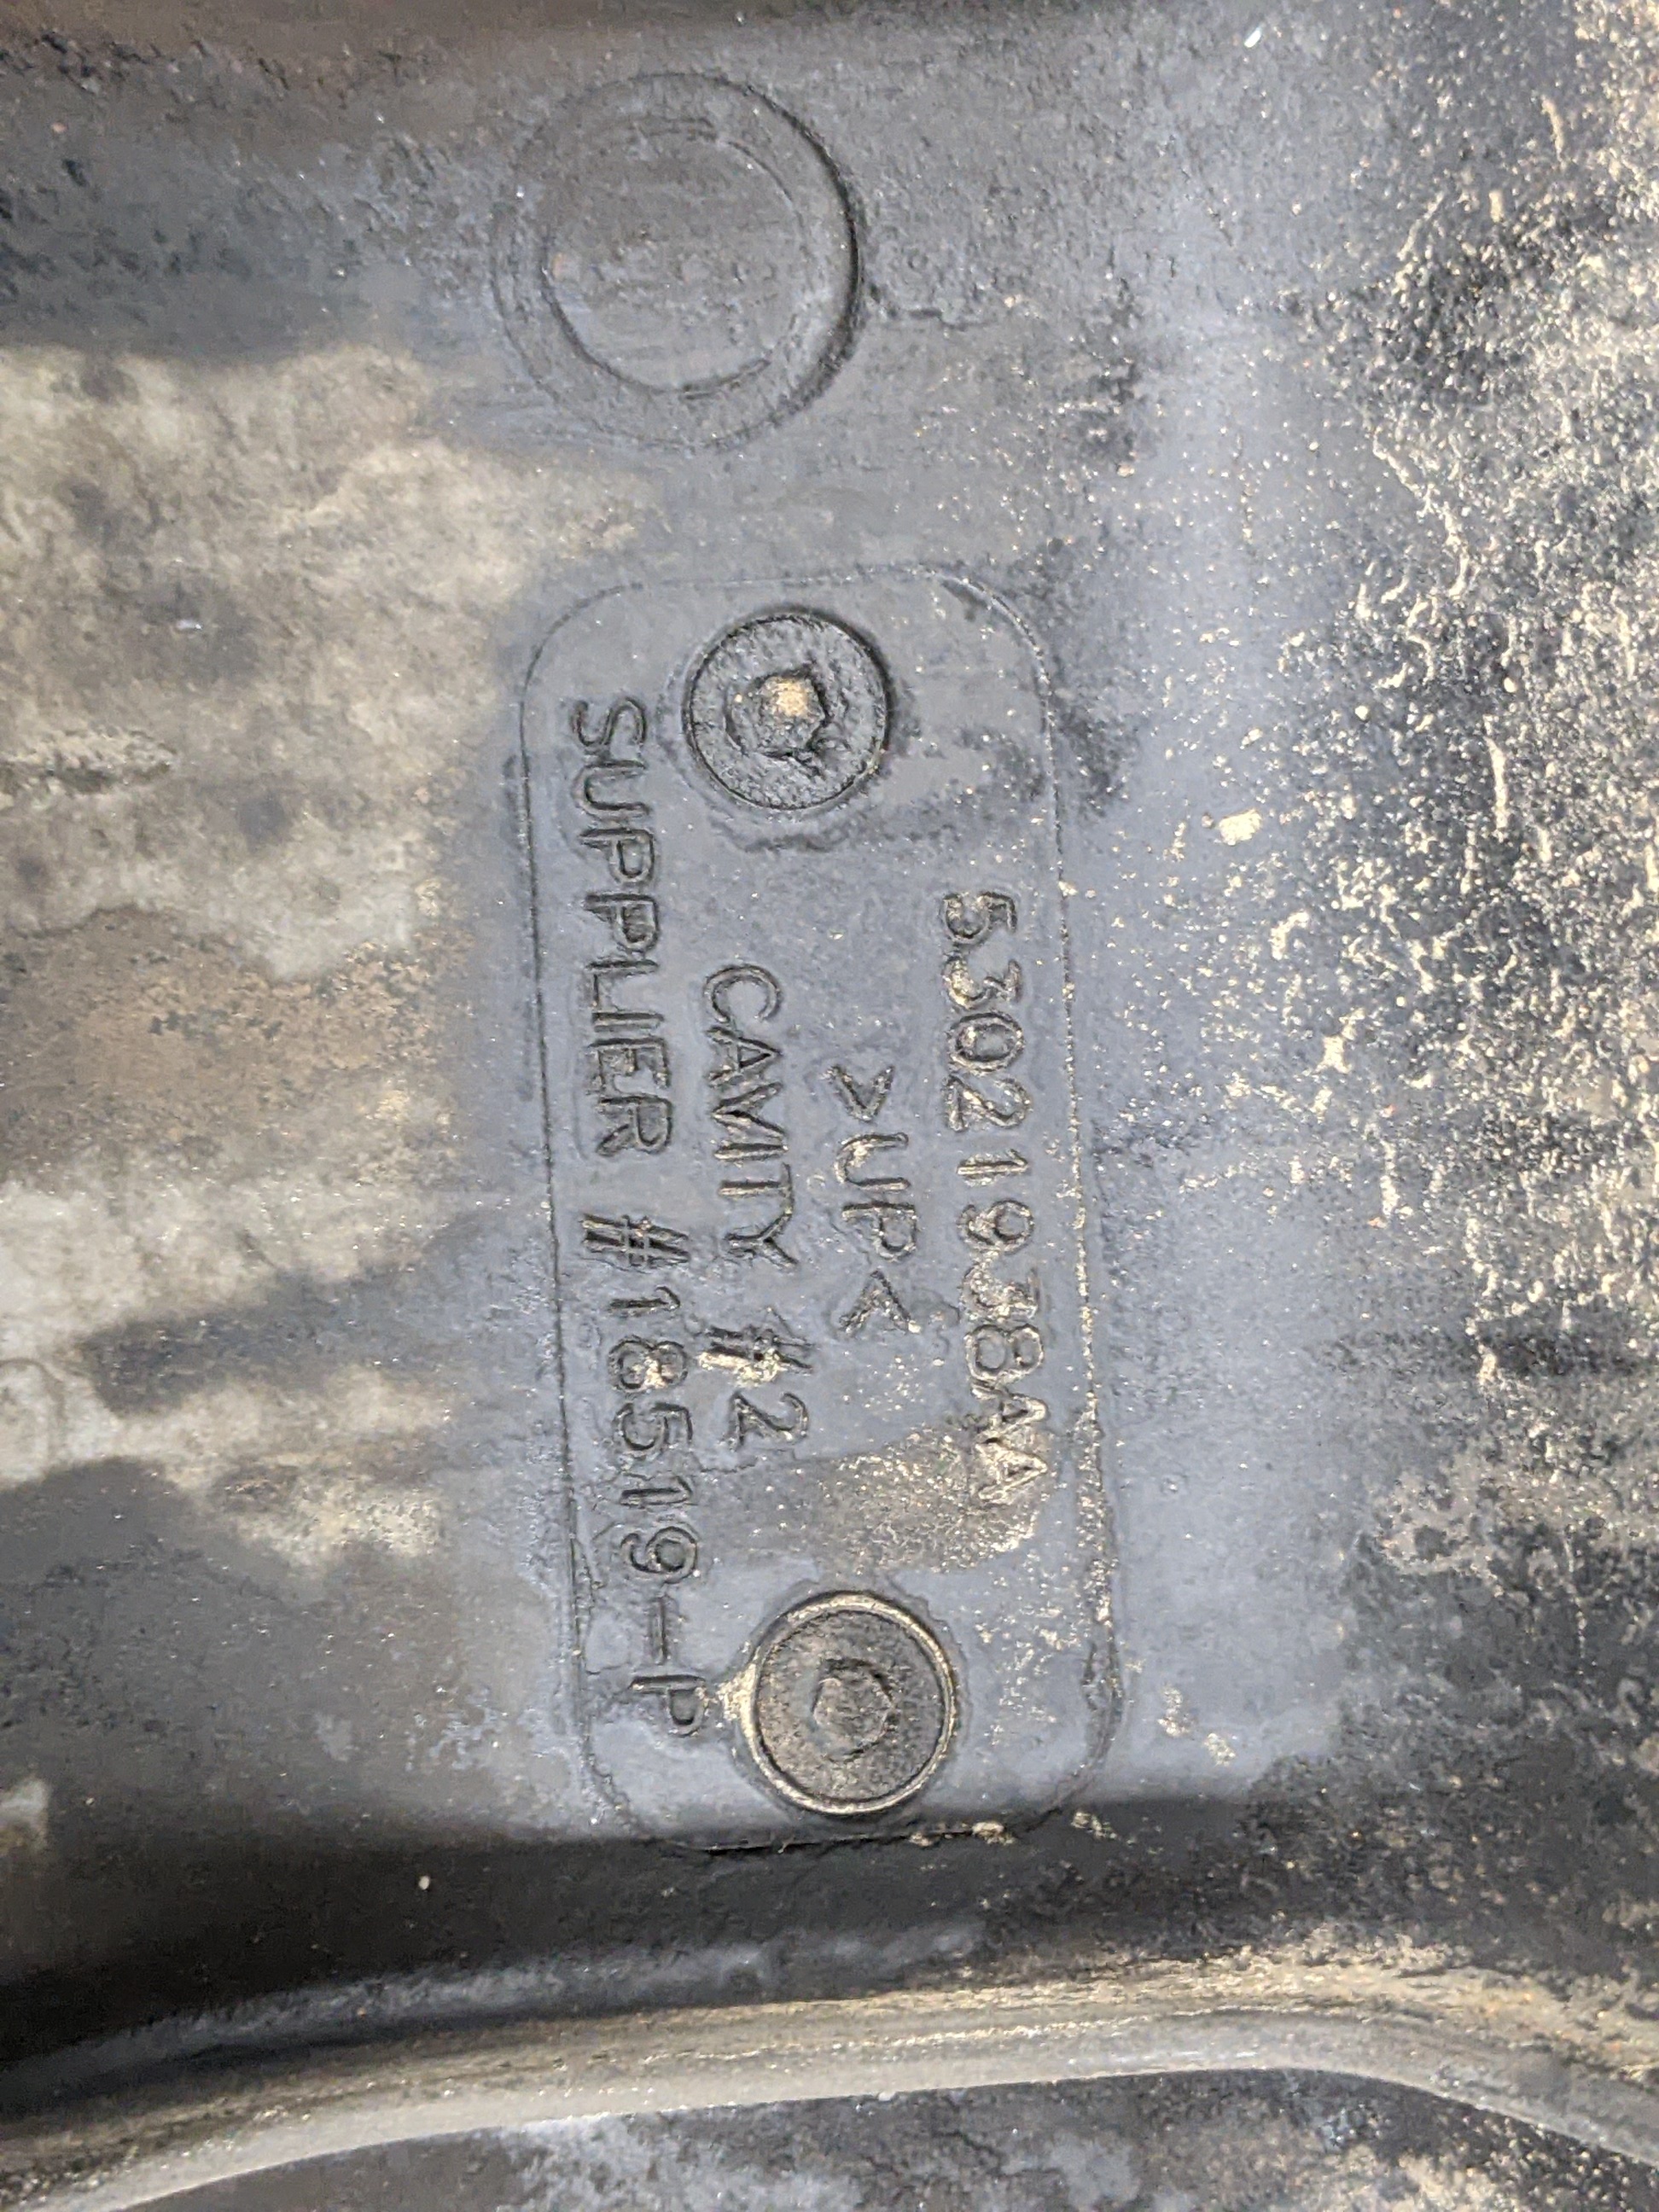 53021938AA
>UP<
CAVITY #2
SUPPLIER #18519-P